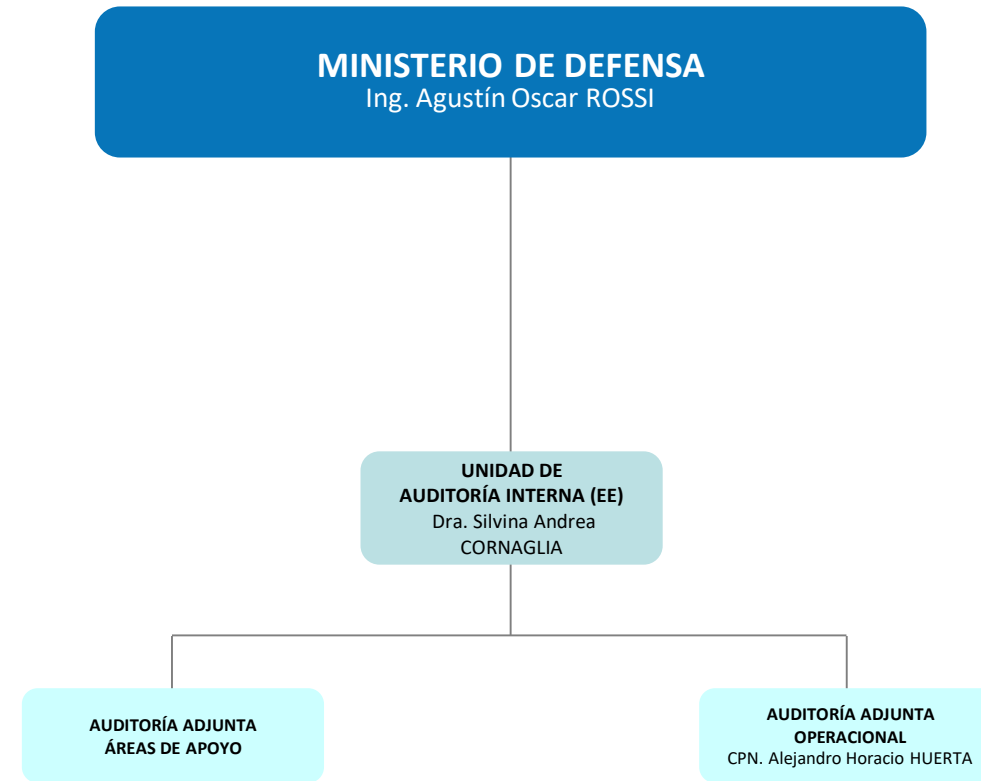 MINISTERIO DE DEFENSA
Ing. Agustín Oscar ROSSI
UNIDAD DE
AUDITORÍA INTERNA (EE)
Dra. Silvina Andrea
CORNAGLIA
AUDITORÍA ADJUNTA
ÁREAS DE APOYO
AUDITORÍA ADJUNTA
OPERACIONAL
CPN. Alejandro Horacio HUERTA